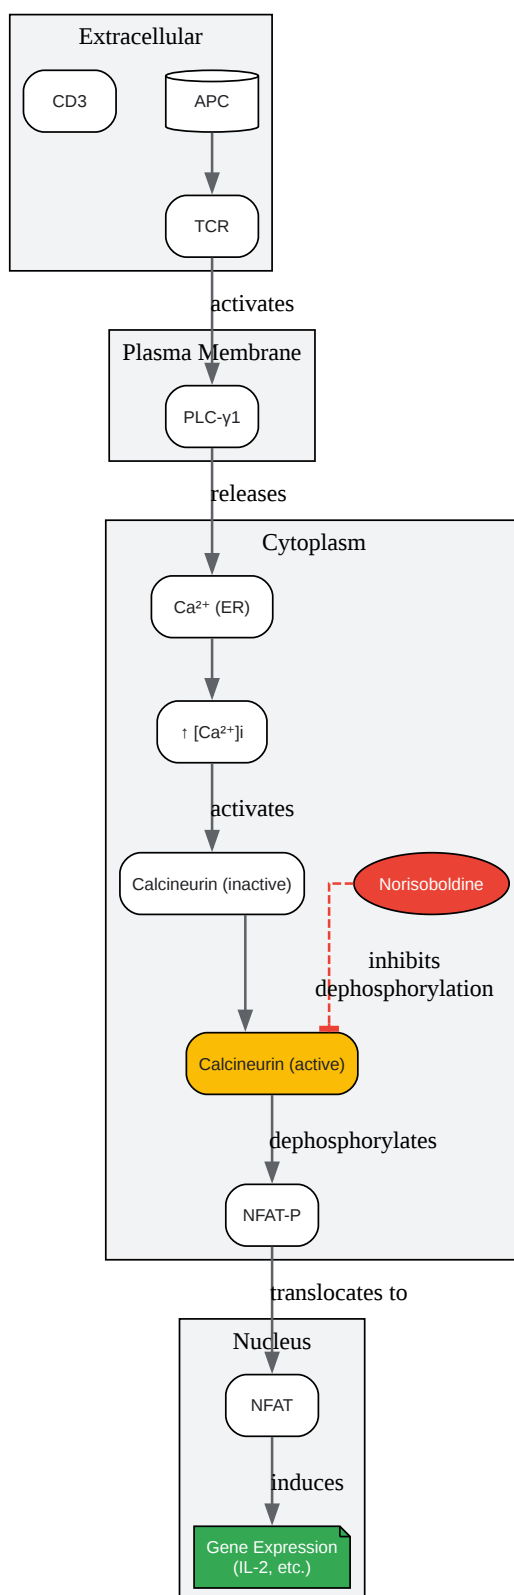 Extracellular
CD3
APC
TCR
activates
Plasma Membrane
PLC-γ1
releases
Cytoplasm
Ca²⁺ (ER)
↑ [Ca²⁺]i
activates
Calcineurin (inactive)
Norisoboldine
inhibits
dephosphorylation
Calcineurin (active)
dephosphorylates
NFAT-P
translocates to
Nucleus
NFAT
induces
Gene Expression
(IL-2, etc.)